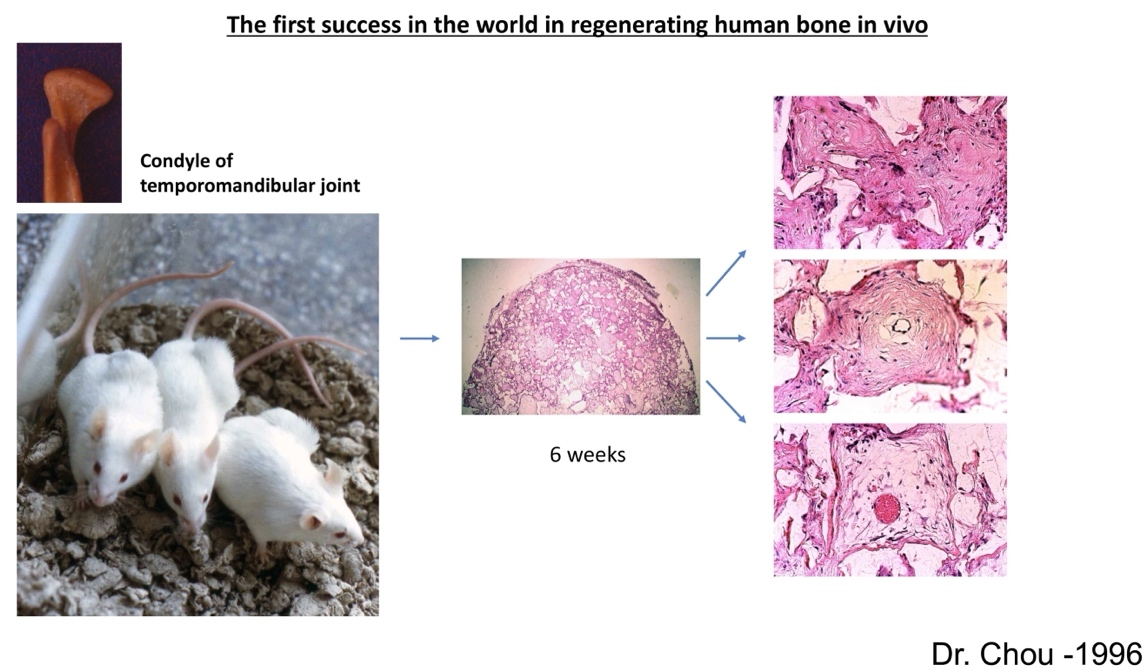 The first success in the world in regenerating human bone in vivo
Condyle of
temporomandibular joint
6 weeks
Dr. Chou -1996